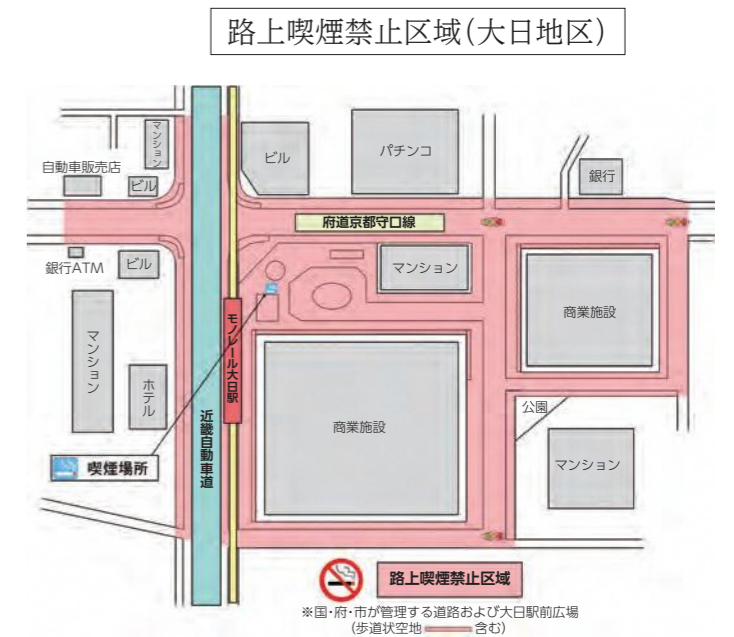 路上喫煙禁止区域(大日地区)
マンション
ビル
パチンコ
自動車販売店
ビル
銀行
府道京都守口線
銀行ATM
ビル
マンション
商業施設
モノレール大日駅
マンション
ホテル
近畿自動車道
商業施設
公園
マンション
喫煙場所
路上喫煙禁止区域
※国・府・市が管理する道路および大日駅前広場
(歩道状空地 含む)